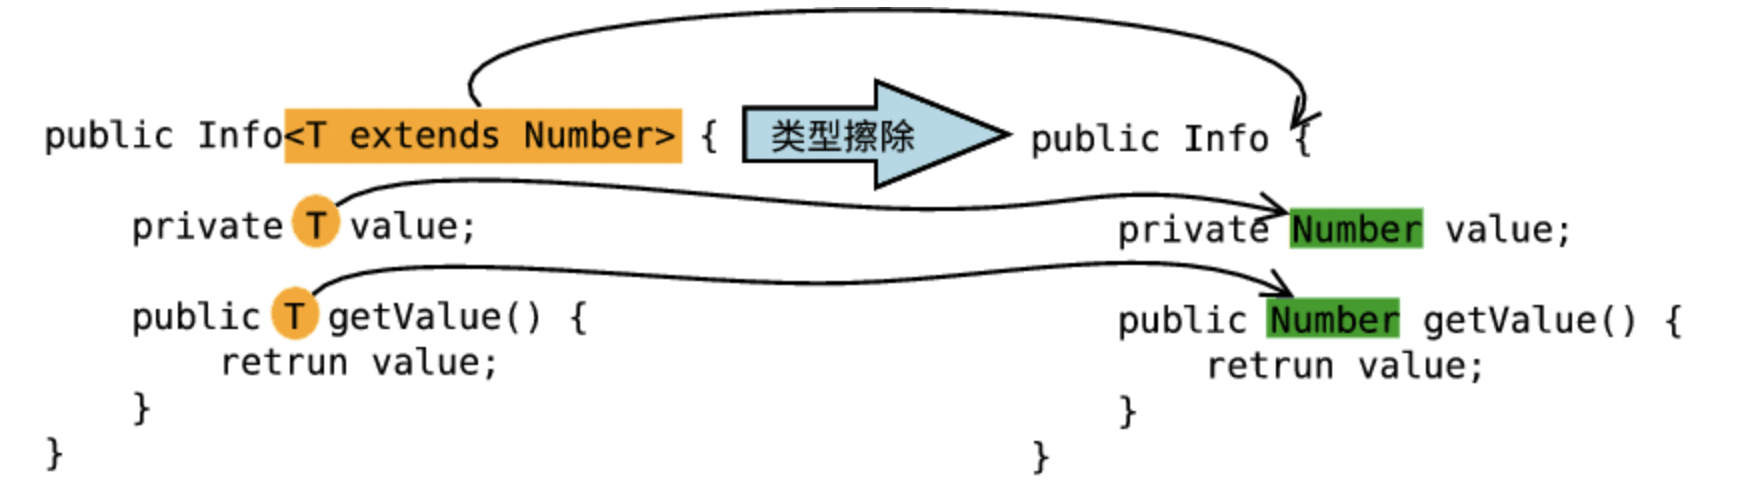 public Info<T extends Number> {
    private T value;
    public T getValue() {
        retrun value;
    }
}
类型擦除
public Info {
    private Number value;
    public Number getValue() {
        retrun value;
    }
}